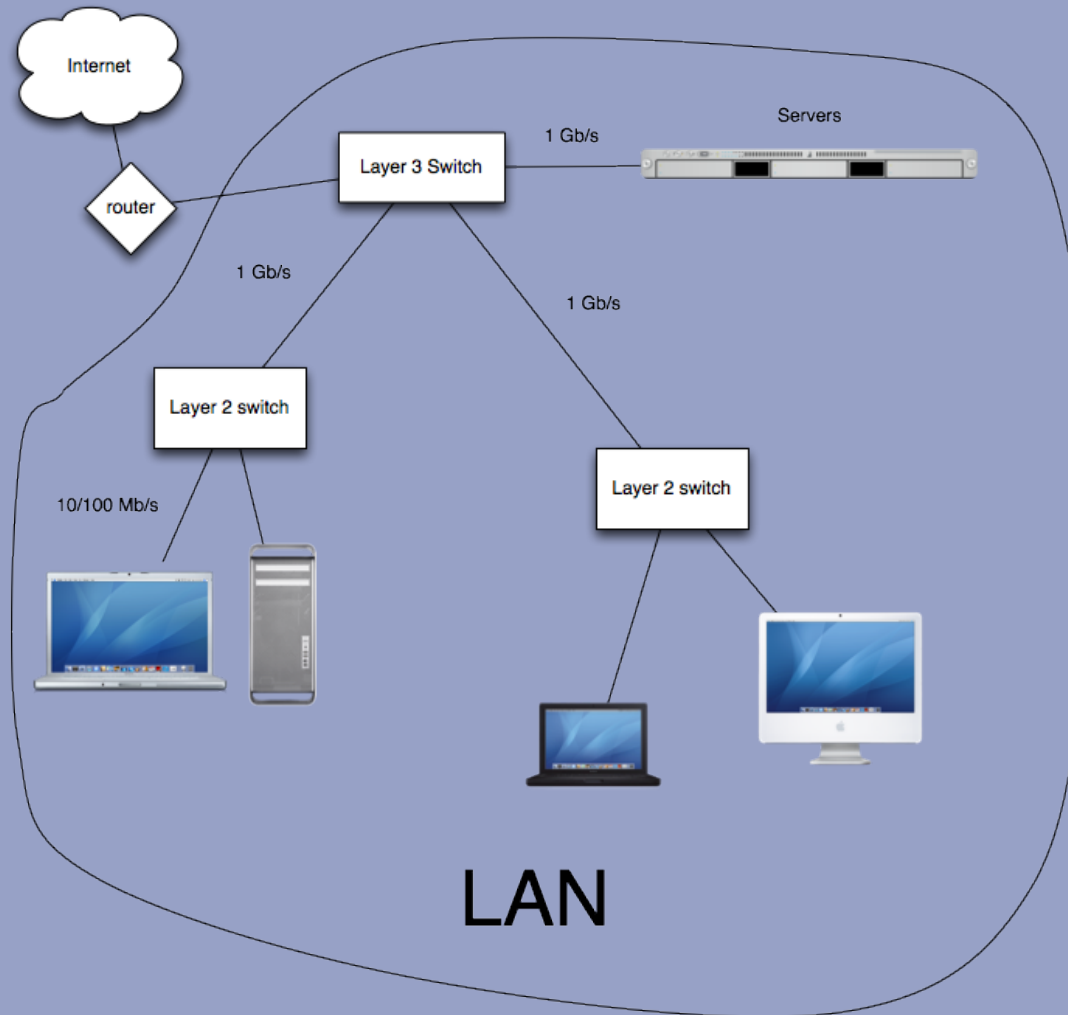 Internet
Servers
1 Gb/s
Layer 3 Switch
router
1 Gb/s
1 Gb/s
Layer 2 switch
Layer 2 switch
10/100 Mb/s
LAN